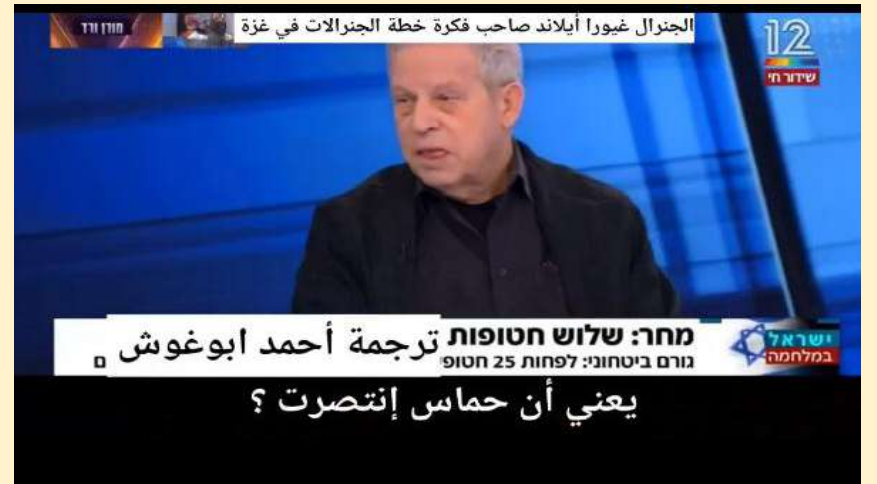 الجنرال غيورا أيلاند صاحب فكرة خطة الجنرالات في غزة
12
שידור חי
ישראל
במלחמה
מחר: שלוש חטופות
ترجمة أحمد ابوغوش
גורם ביטחוני: לפחות 25
يعني أن حماس إنتصرت ؟